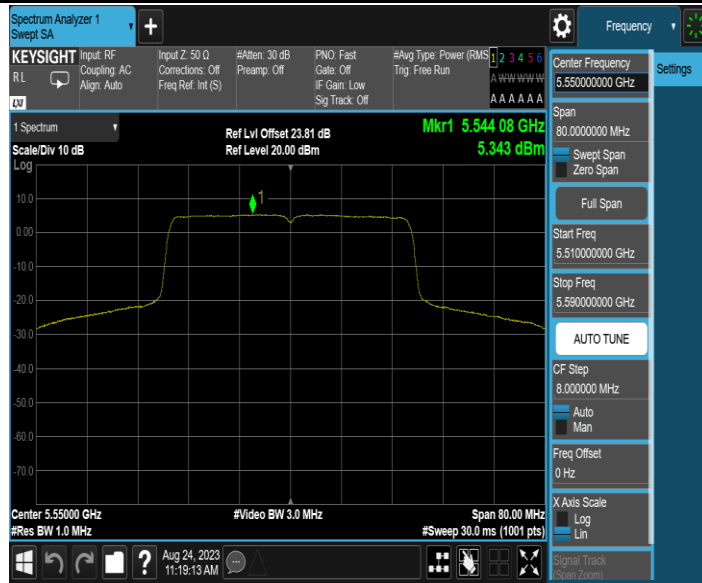 Spectrum Analyzer 1
Swept SA
+
Frequency
KEYSIGHT
RL
LXI
Input: RF
Coupling: AC
Align: Auto
Input Z: 50 Ω
Corrections: Off
Freq Ref: Int (S)
#Atten: 30 dB
Preamp: Off
PNO: Fast
Gate: Off
IF Gain: Low
Sig Track: Off
#Avg Type: Power (RMS
Trig: Free Run
1 2 3 4 5 6
A W W W W W
A A A A A A
1 Spectrum
Scale/Div 10 dB
Log
Ref Lvl Offset 23.81 dB
Ref Level 20.00 dBm
Mkr1 5.544 08 GHz
5.343 dBm
1
10.0
0.00
-10.0
-20.0
-30.0
-40.0
-50.0
-60.0
-70.0
Center 5.55000 GHz
#Res BW 1.0 MHz
#Video BW 3.0 MHz
Span 80.00 MHz
#Sweep 30.0 ms (1001 pts)
?
Aug 24, 2023
11:19:13 AM
Center Frequency
5.550000000 GHz
Settings
Span
80.0000000 MHz
Swept Span
Zero Span
Full Span
Start Freq
5.510000000 GHz
Stop Freq
5.590000000 GHz
AUTO TUNE
CF Step
8.000000 MHz
Auto
Man
Freq Offset
0 Hz
X Axis Scale
Log
Lin
Signal Track
(Span Zoom)